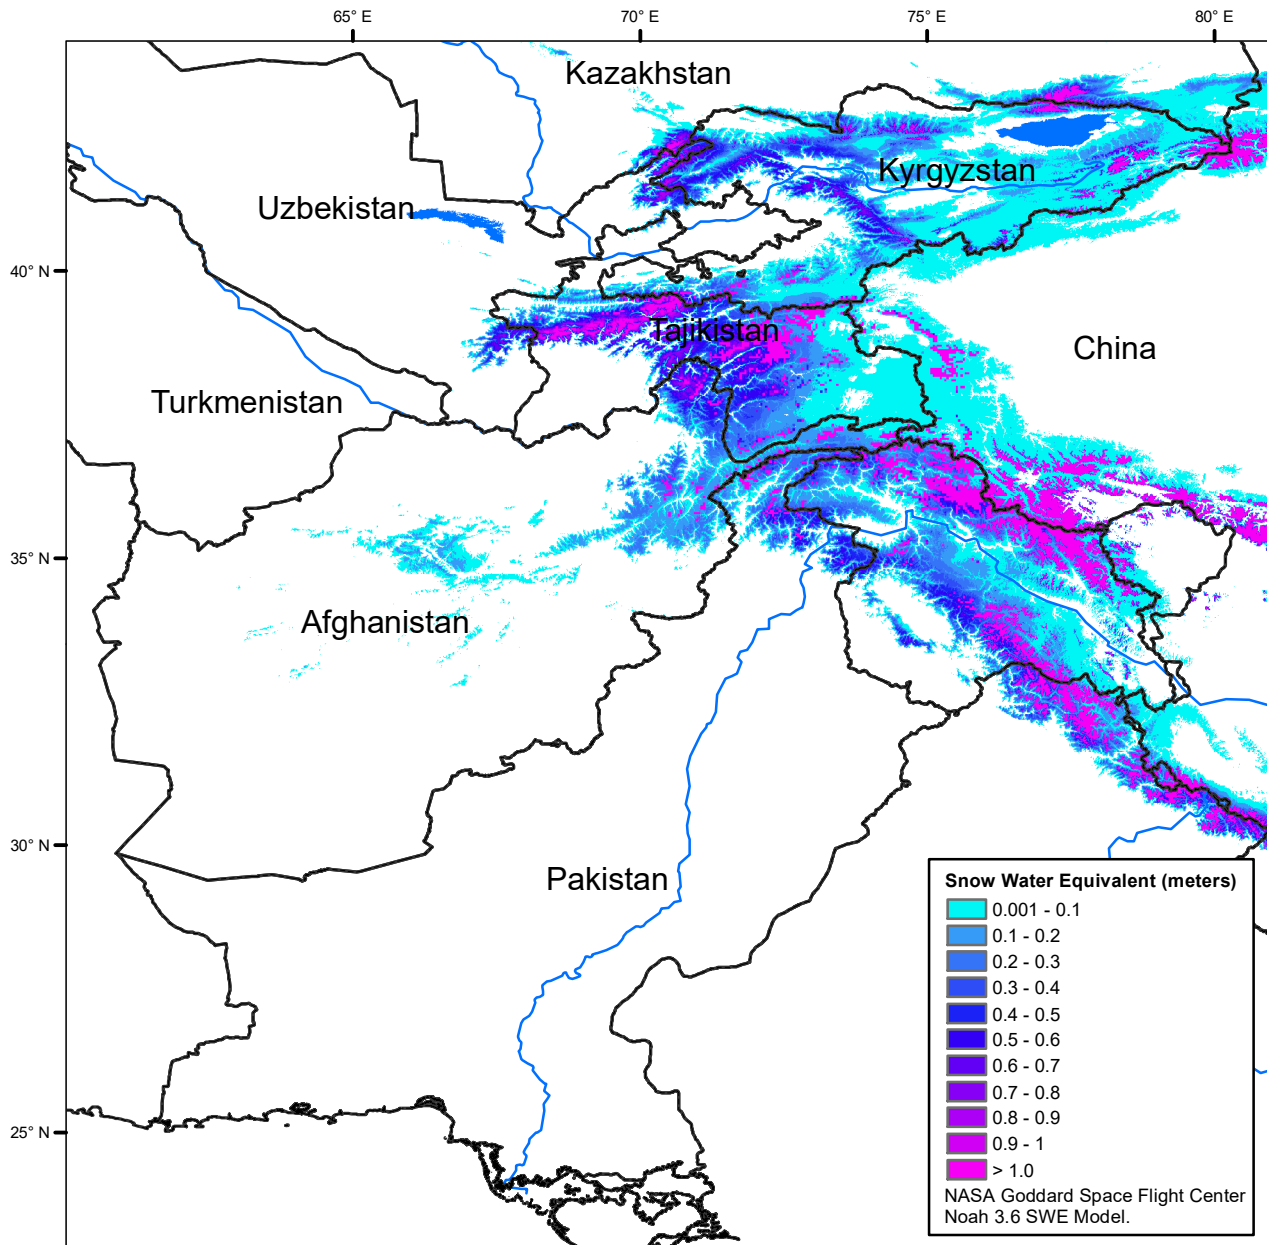 65° E
70° E
75° E
80° E
Kazakhstan
Kyrgyzstan
Uzbekistan
40° N
Tajikistan
China
Turkmenistan
35° N
Afghanistan
30° N
Pakistan
25° N
Snow Water Equivalent (meters)
0.001 - 0.1
0.1 - 0.2
0.2 - 0.3
0.3 - 0.4
0.4 - 0.5
0.5 - 0.6
0.6 - 0.7
0.7 - 0.8
0.8 - 0.9
0.9 - 1
> 1.0
NASA Goddard Space Flight Center
Noah 3.6 SWE Model.